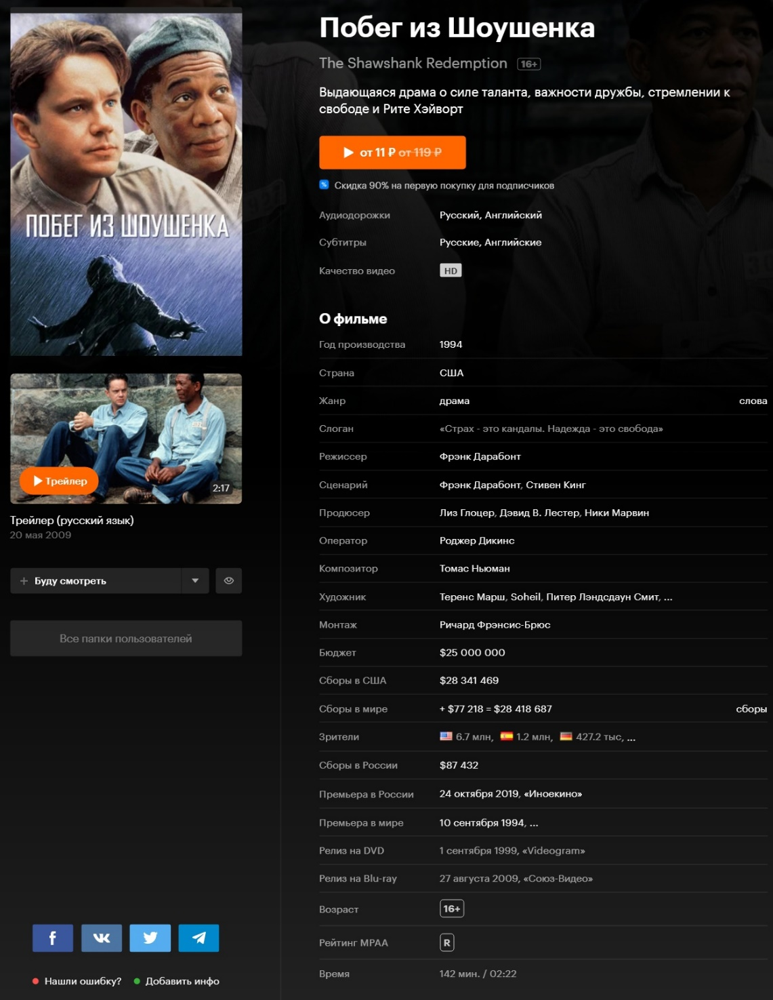 ПОБЕГ ИЗ ШОУШЕНКА
Трейлер
2:17
Трейлер (русский язык)
20 мая 2009
+ Буду смотреть
Все папки пользователей
Нашли ошибку? Добавить инфо
Побег из Шоушенка
The Shawshank Redemption 16+
Выдающаяся драма о силе таланта, важности дружбы, стремлении к
свободе и Рите Хэйворт
от 11 ₽ от 119 ₽
% Скидка 90% на первую покупку для подписчиков
Аудиодорожки Русский, Английский
Субтитры Русские, Английские
Качество видео HD
О фильме
Год производства 1994
Страна США
Жанр драма слова
Слоган «Страх - это кандалы. Надежда - это свобода»
Режиссер Фрэнк Дарабонт
Сценарий Фрэнк Дарабонт, Стивен Кинг
Продюсер Лиз Глоцер, Дэвид В. Лестер, Ники Марвин
Оператор Роджер Дикинс
Композитор Томас Ньюман
Художник Теренс Марш, Soheil, Питер Лэндсдаун Смит, ...
Монтаж Ричард Фрэнсис-Брюс
Бюджет $25 000 000
Сборы в США $28 341 469
Сборы в мире + $77 218 = $28 418 687 сборы
Зрители 6.7 млн, 1.2 млн, 427.2 тыс, ...
Сборы в России $87 432
Премьера в России 24 октября 2019, «Иноекино»
Премьера в мире 10 сентября 1994, ...
Релиз на DVD 1 сентября 1999, «Videogram»
Релиз на Blu-ray 27 августа 2009, «Союз-Видео»
Возраст 16+
Рейтинг MPAA R
Время 142 мин. / 02:22